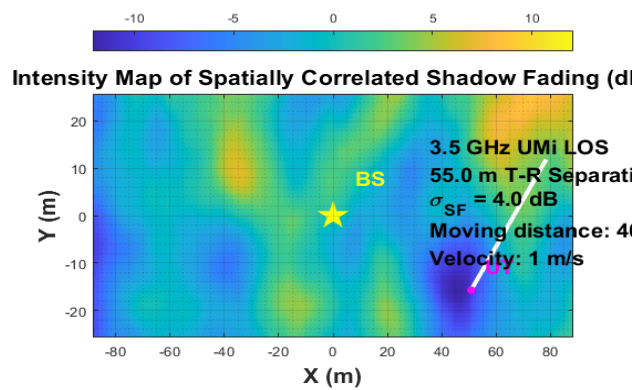 -10 -5 0 5 10
Intensity Map of Spatially Correlated Shadow Fading (d
20
10
0
-10
-20
Y (m)
BS
3.5 GHz UMi LOS
55.0 m T-R Separati
σSF = 4.0 dB
Moving distance: 40
Velocity: 1 m/s
-80 -60 -40 -20 0 20 40 60 80
X (m)